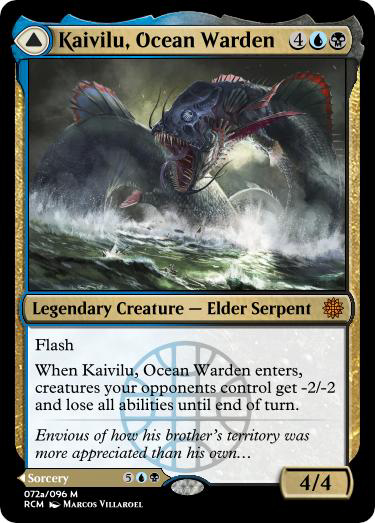 Kaivilu, Ocean Warden 4
Legendary Creature — Elder Serpent
Flash
When Kaivilu, Ocean Warden enters,
creatures your opponents control get -2/-2
and lose all abilities until end of turn.
Envious of how his brother's territory was
more appreciated than his own…
Sorcery 5
4/4
072a/096 M
RCM Marcos Villaroel